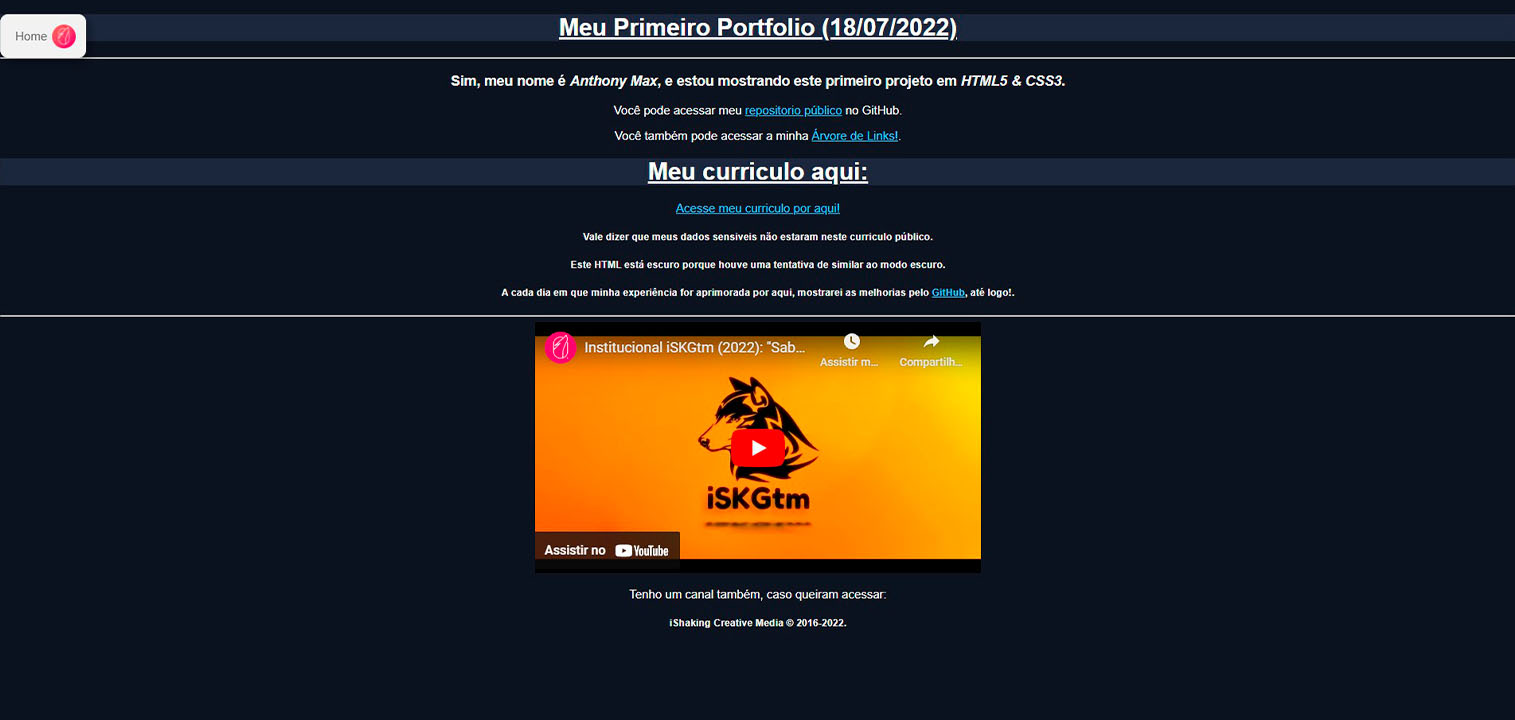 Home
Meu Primeiro Portfolio (18/07/2022)
Sim, meu nome é Anthony Max, e estou mostrando este primeiro projeto em HTML5 & CSS3.
Você pode acessar meu repositorio público no GitHub.
Você também pode acessar a minha Árvore de Links!.
Meu curriculo aqui:
Acesse meu curriculo por aqui!
Vale dizer que meus dados sensiveis não estaram neste curriculo público.
Este HTML está escuro porque houve uma tentativa de similar ao modo escuro.
A cada dia em que minha experiência for aprimorada por aqui, mostrarei as melhorias pelo GitHub, até logo!.
Institucional iSKGtm (2022): "Sab...
Assistir m...
Compartilh...
iSKGtm
Assistir no YouTube
Tenho um canal também, caso queiram acessar:
iShaking Creative Media © 2016-2022.